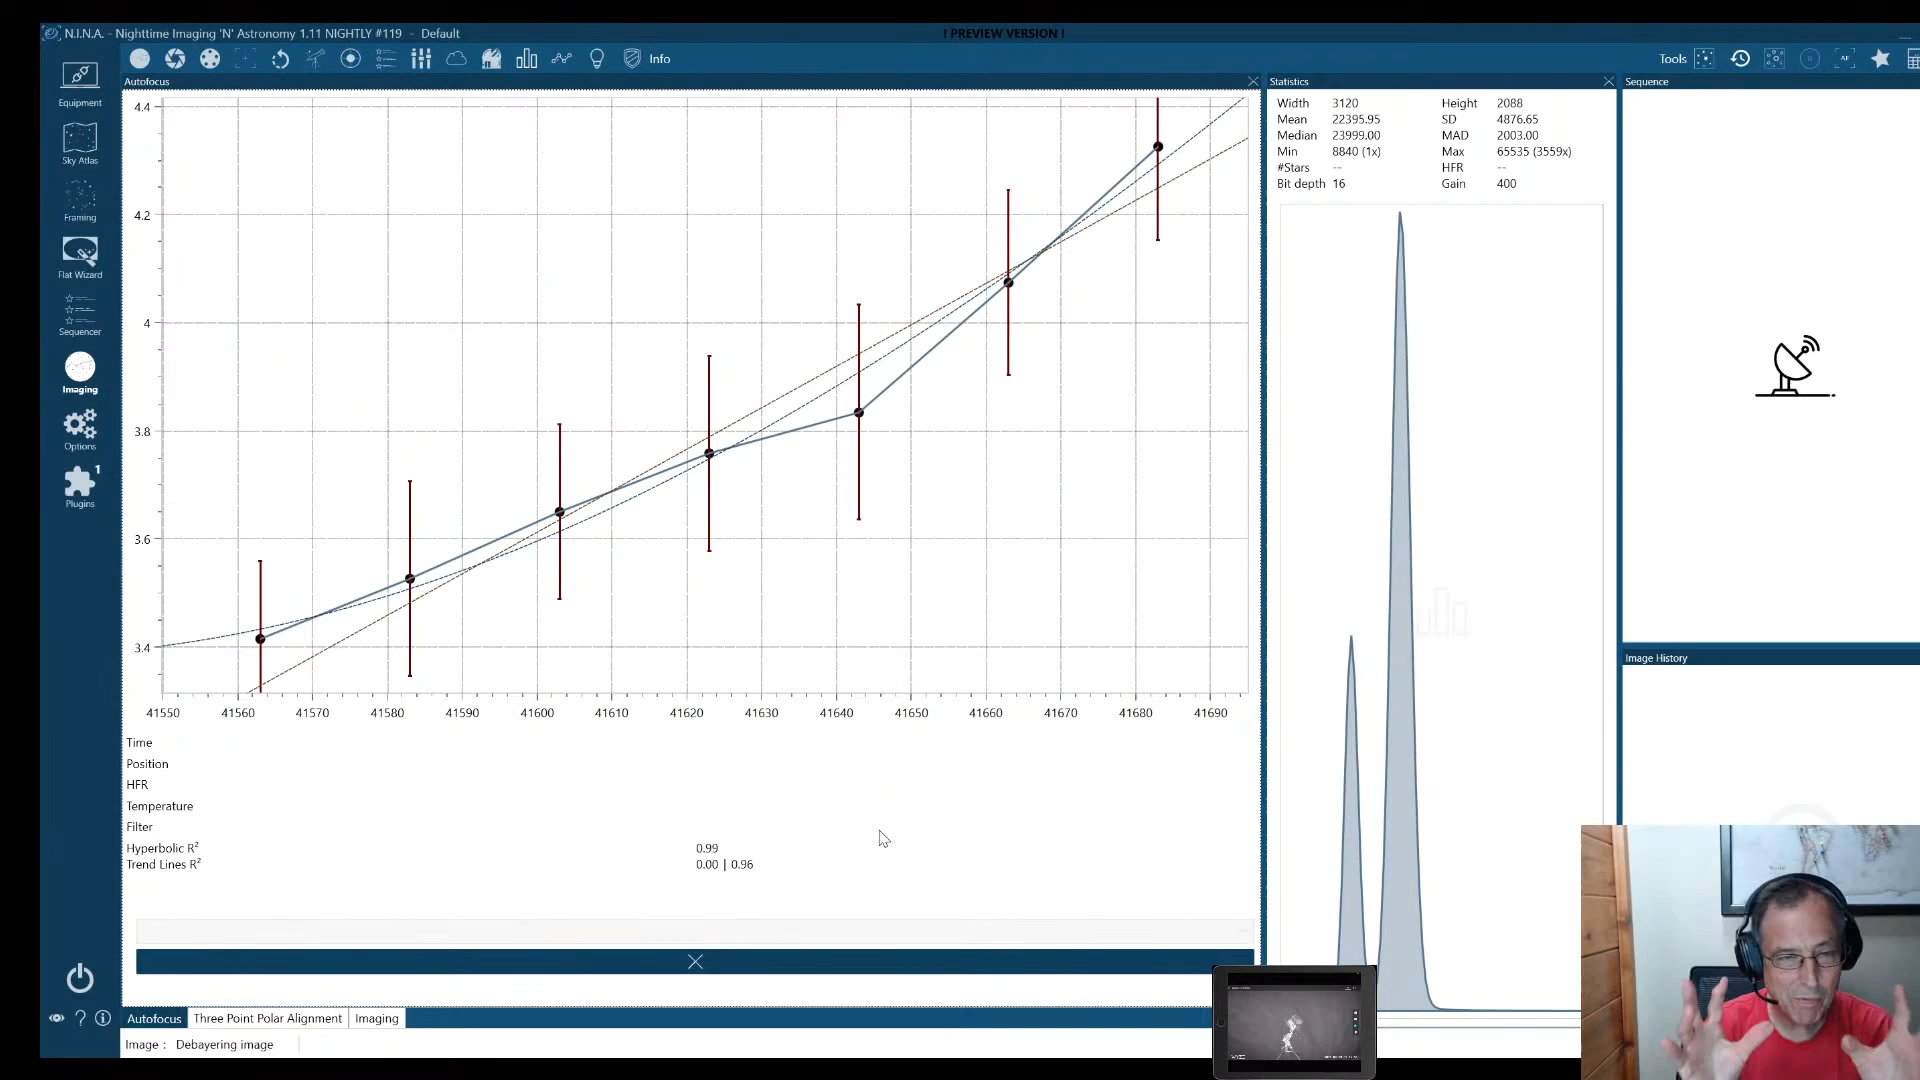 N.I.N.A. - Nighttime Imaging 'N' Astronomy 1.11 NIGHTLY #119 - Default
! PREVIEW VERSION !
Info
Tools
AF
Equipment
Sky Atlas
Framing
Flat Wizard
Sequencer
Imaging
Options
1
Plugins
Autofocus
4.4
4.2
4
3.8
3.6
3.4
41550 41560 41570 41580 41590 41600 41610 41620 41630 41640 41650 41660 41670 41680 41690
Time
Position
HFR
Temperature
Filter
Hyperbolic R² 0.99
Trend Lines R² 0.00 | 0.96
Autofocus Three Point Polar Alignment Imaging
Image : Debayering image
Statistics
Width 3120 Height 2088
Mean 22395.95 SD 4876.65
Median 23999.00 MAD 2003.00
Min 8840 (1x) Max 65535 (3559x)
#Stars -- HFR --
Bit depth 16 Gain 400
Sequence
Image History